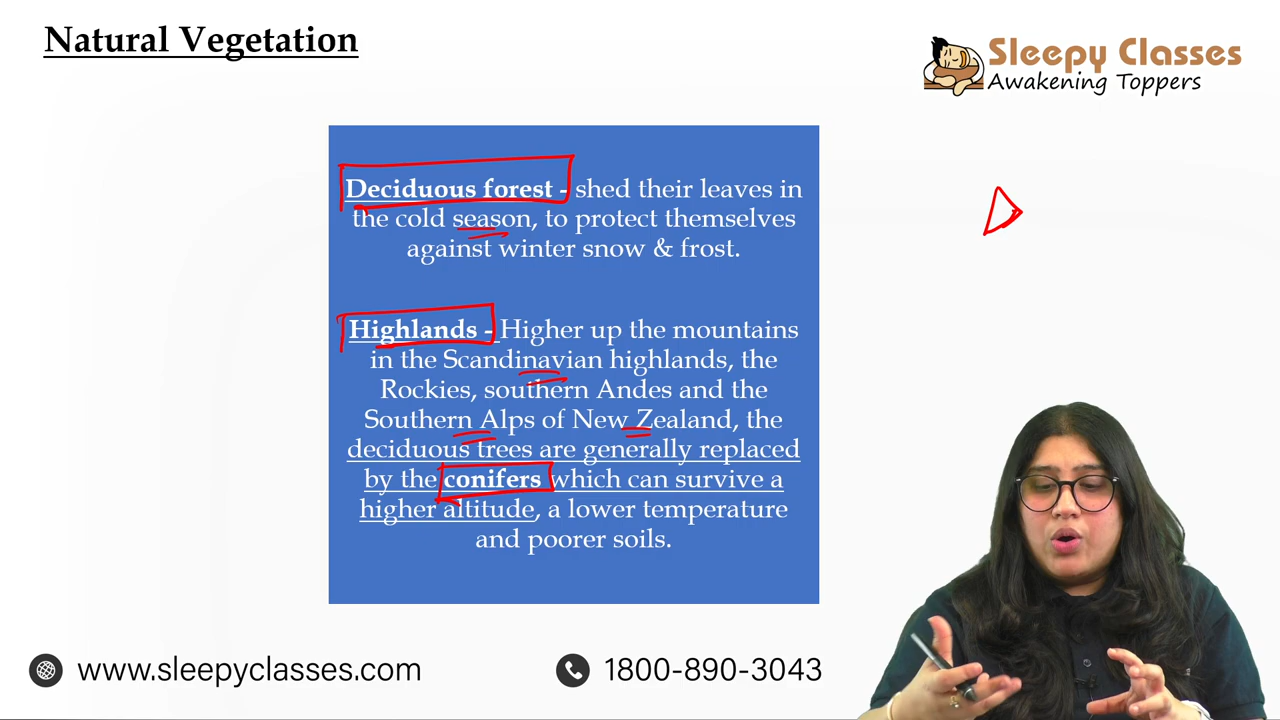 Natural Vegetation
Sleepy Classes
Awakening Toppers
Deciduous forest - shed their leaves in
the cold season, to protect themselves
against winter snow & frost.
Highlands - Higher up the mountains
in the Scandinavian highlands, the
Rockies, southern Andes and the
Southern Alps of New Zealand, the
deciduous trees are generally replaced
by the conifers which can survive a
higher altitude, a lower temperature
and poorer soils.
www.sleepyclasses.com
1800-890-3043